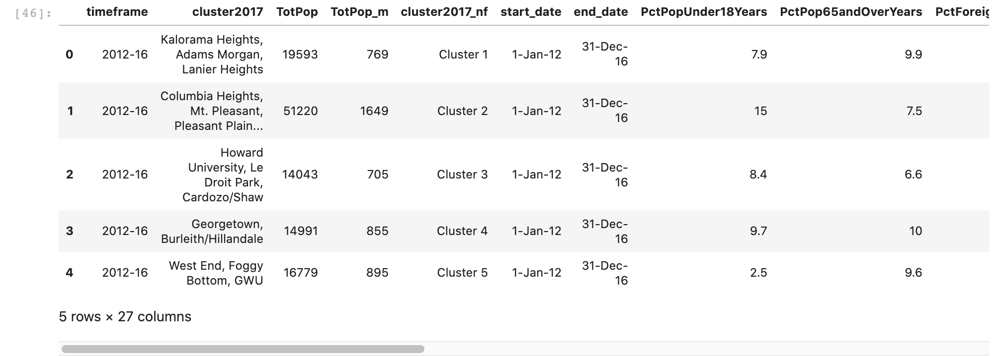 [46]: timeframe cluster2017 TotPop TotPop_m cluster2017_nf start_date end_date PctPopUnder18Years PctPop65andOverYears PctForeig
0 2012-16 Kalorama Heights, Adams Morgan, Lanier Heights 19593 769 Cluster 1 1-Jan-12 31-Dec-16 7.9 9.9
1 2012-16 Columbia Heights, Mt. Pleasant, Pleasant Plain... 51220 1649 Cluster 2 1-Jan-12 31-Dec-16 15 7.5
2 2012-16 Howard University, Le Droit Park, Cardozo/Shaw 14043 705 Cluster 3 1-Jan-12 31-Dec-16 8.4 6.6
3 2012-16 Georgetown, Burleith/Hillandale 14991 855 Cluster 4 1-Jan-12 31-Dec-16 9.7 10
4 2012-16 West End, Foggy Bottom, GWU 16779 895 Cluster 5 1-Jan-12 31-Dec-16 2.5 9.6
5 rows × 27 columns